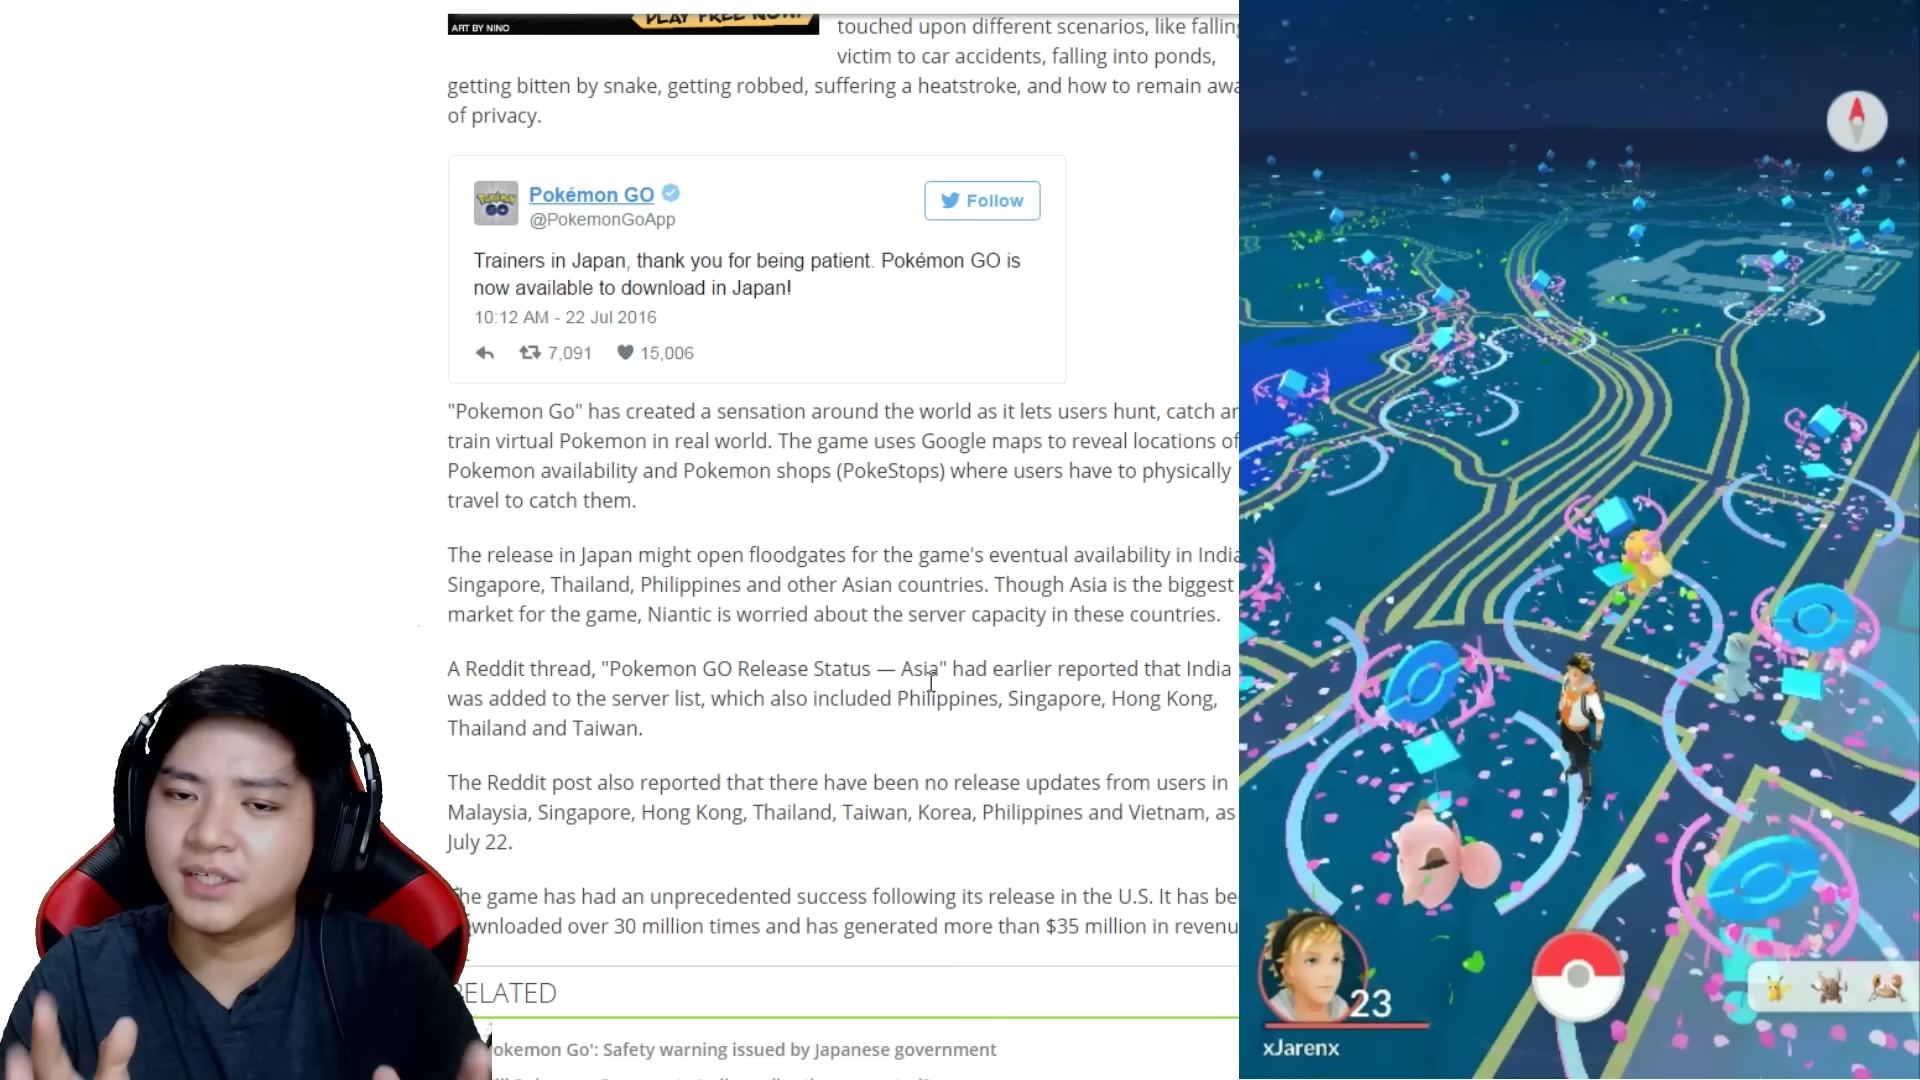 PLAY FREE NOW!
ART BY NINO
touched upon different scenarios, like falling
victim to car accidents, falling into ponds,
getting bitten by snake, getting robbed, suffering a heatstroke, and how to remain awa
of privacy.
Pokémon GO
@PokemonGoApp
Follow
Trainers in Japan, thank you for being patient. Pokémon GO is
now available to download in Japan!
10:12 AM - 22 Jul 2016
7,091 15,006
"Pokemon Go" has created a sensation around the world as it lets users hunt, catch an
train virtual Pokemon in real world. The game uses Google maps to reveal locations of
Pokemon availability and Pokemon shops (PokeStops) where users have to physically
travel to catch them.
The release in Japan might open floodgates for the game's eventual availability in India
Singapore, Thailand, Philippines and other Asian countries. Though Asia is the biggest
market for the game, Niantic is worried about the server capacity in these countries.
A Reddit thread, "Pokemon GO Release Status — Asia" had earlier reported that India
was added to the server list, which also included Philippines, Singapore, Hong Kong,
Thailand and Taiwan.
The Reddit post also reported that there have been no release updates from users in
Malaysia, Singapore, Hong Kong, Thailand, Taiwan, Korea, Philippines and Vietnam, as
July 22.
he game has had an unprecedented success following its release in the U.S. It has be
wnloaded over 30 million times and has generated more than $35 million in revenu
RELATED
okemon Go': Safety warning issued by Japanese government
23
xJarenx